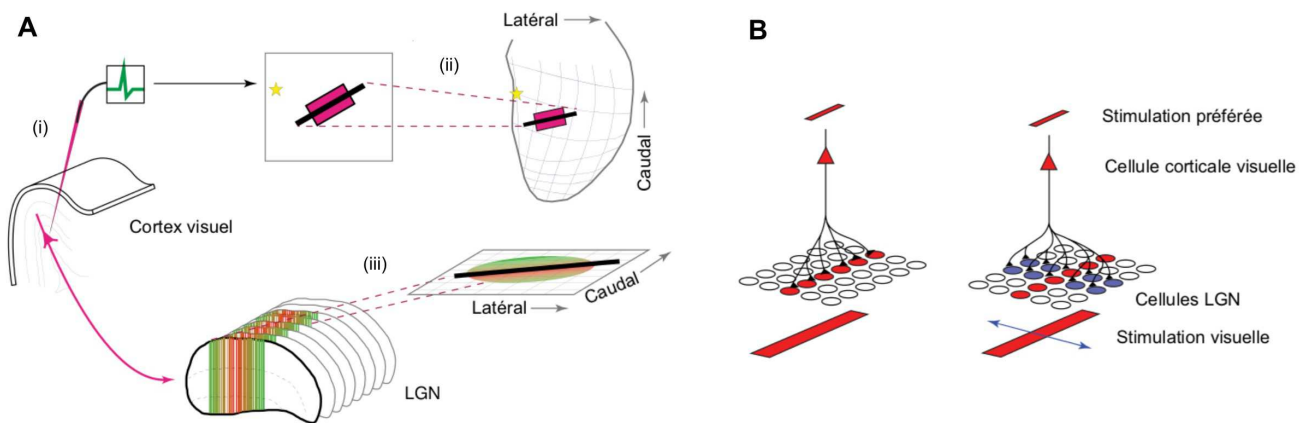 A
(i)
Cortex visuel
(ii)
Latéral
Caudal
(iii)
Latéral
Caudal
LGN
B
Stimulation préférée
Cellule corticale visuelle
Cellules LGN
Stimulation visuelle